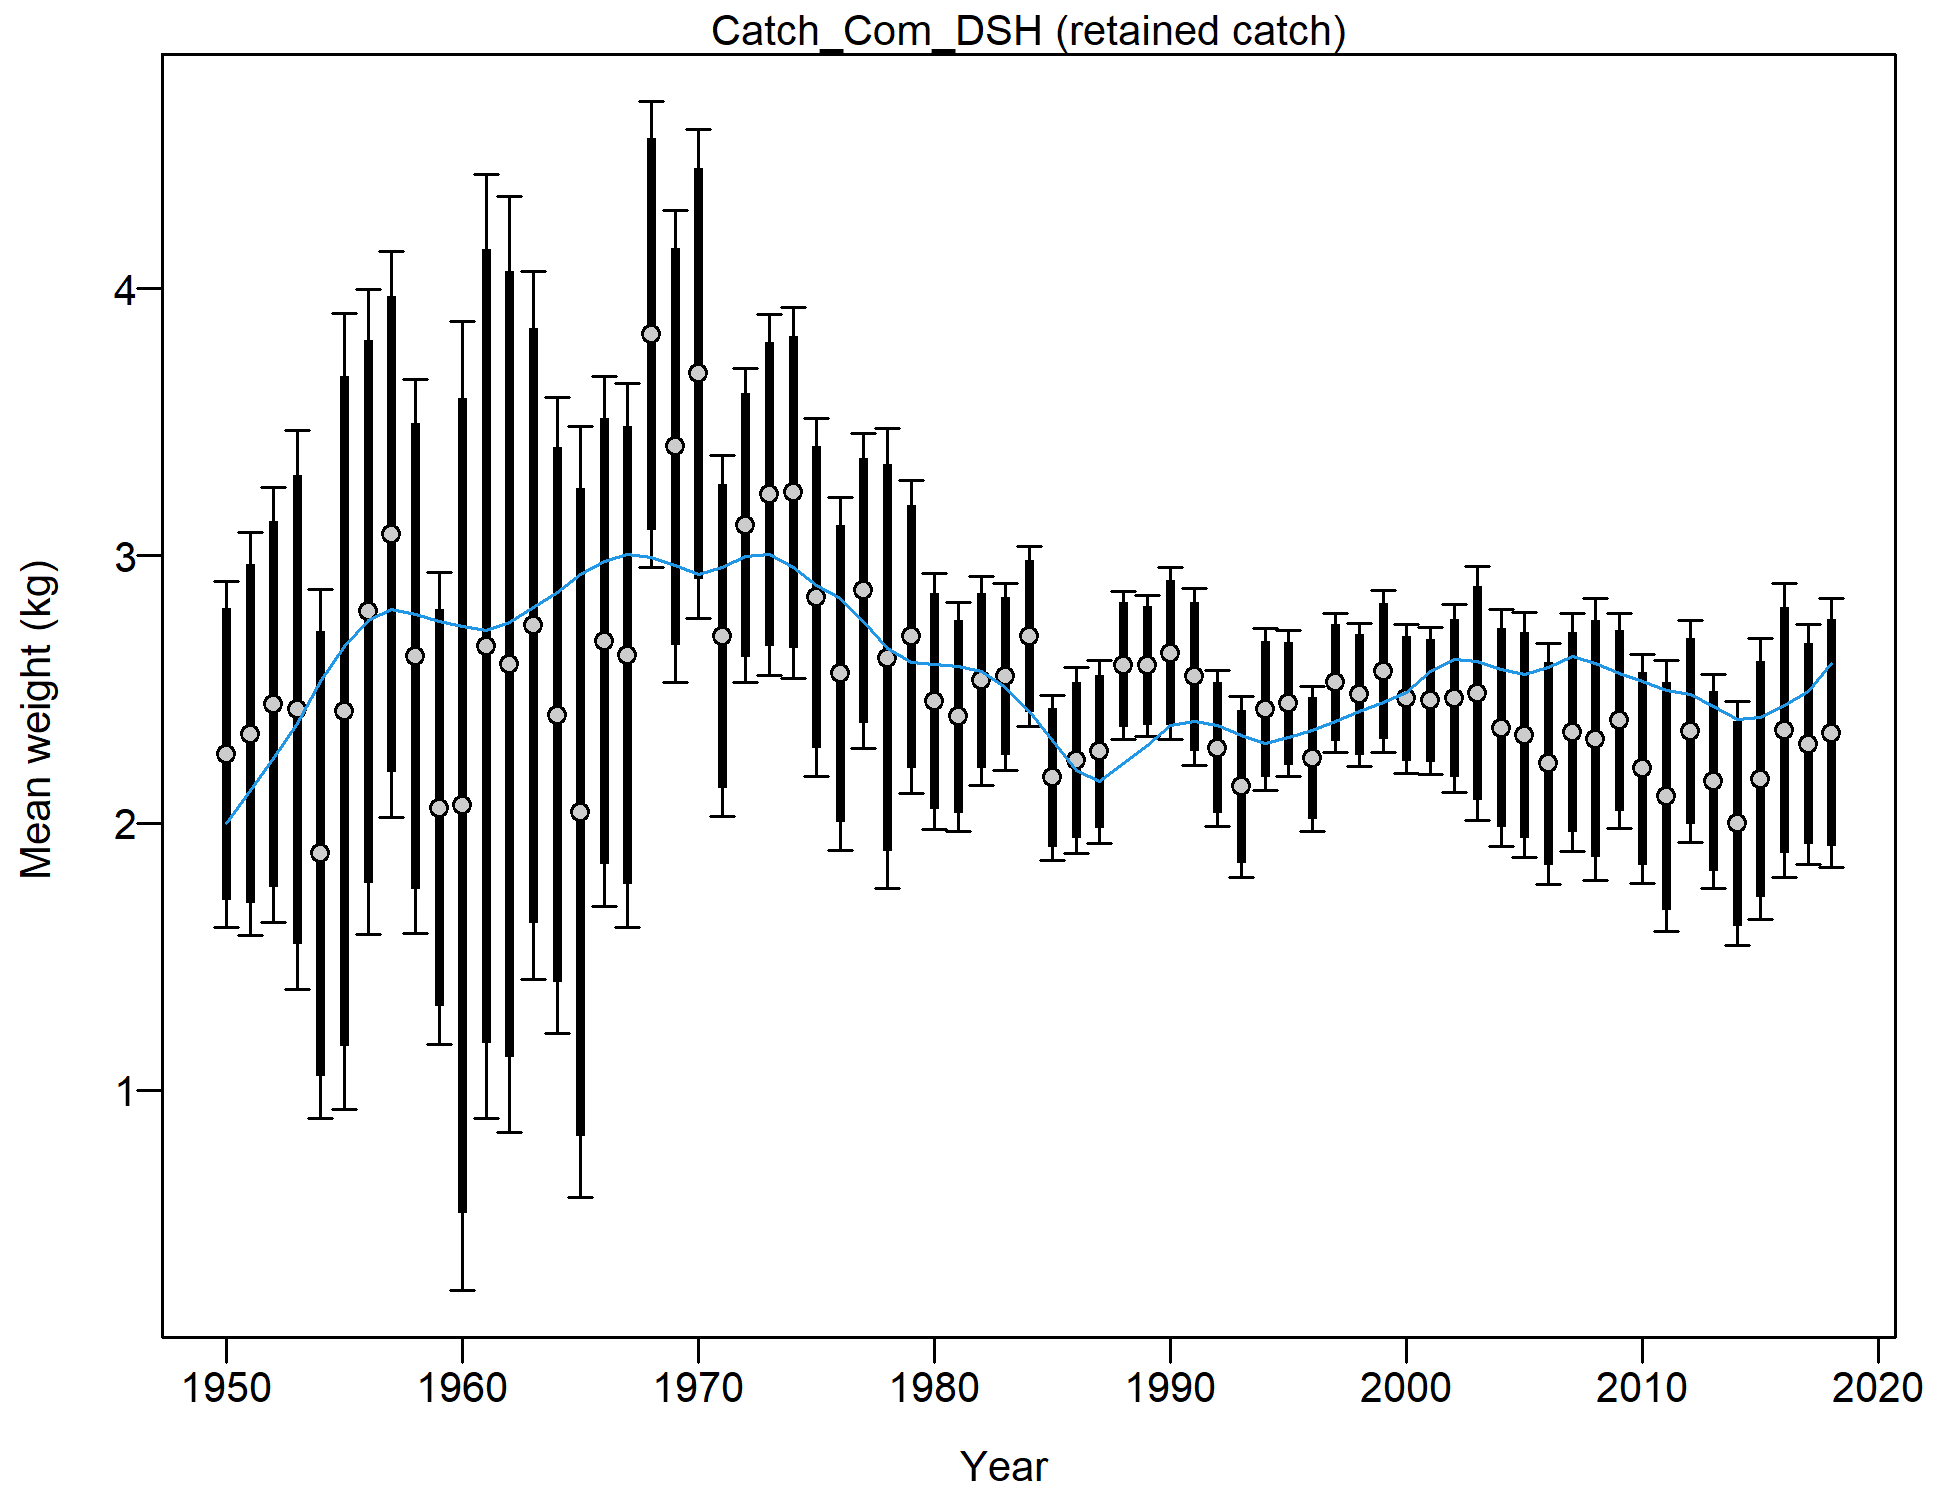 Catch_Com_DSH (retained catch)
Mean weight (kg)
4
3
2
1
1950 1960 1970 1980 1990 2000 2010 2020
Year